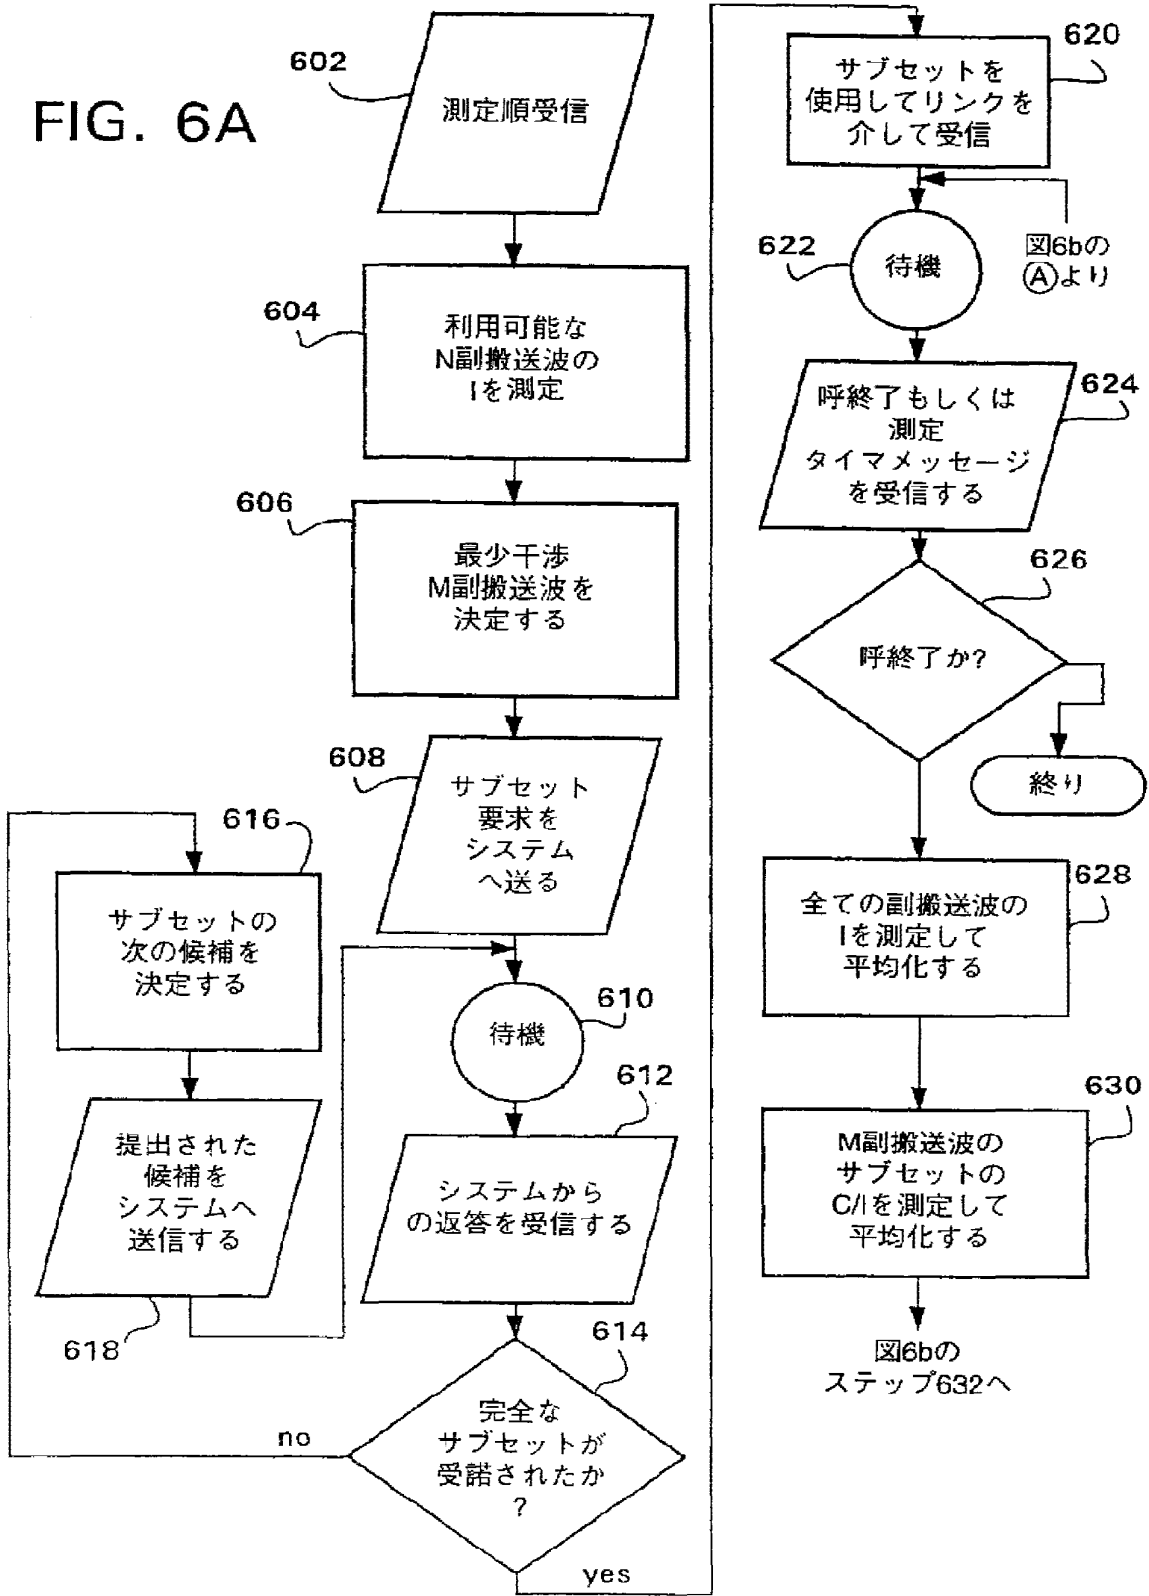 FIG. 6A
602
測定順受信
604
利用可能な
N副搬送波の
Iを測定
606
最少干渉
M副搬送波を
決定する
608
サブセット
要求を
システム
へ送る
610
待機
612
システムから
の返答を受信する
614
完全な
サブセットが
受諾されたか
?
no
yes
616
サブセットの
次の候補を
決定する
提出された
候補を
システムへ
送信する
618
620
サブセットを
使用してリンクを
介して受信
622
待機
図6bの
Ⓐより
624
呼終了もしくは
測定
タイマメッセージ
を受信する
626
呼終了か?
終り
628
全ての副搬送波の
Iを測定して
平均化する
630
M副搬送波の
サブセットの
C/Iを測定して
平均化する
図6bの
ステップ632へ